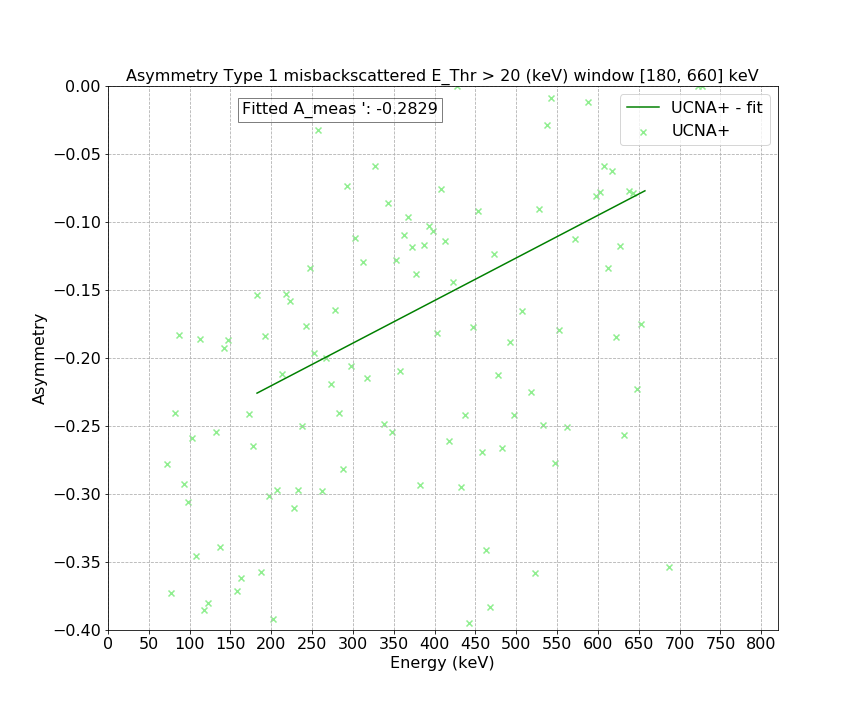 Asymmetry Type 1 misbackscattered E_Thr > 20 (keV) window [180, 660] keV
Fitted A_meas ': -0.2829
UCNA+ - fit
UCNA+
Asymmetry
0.00
−0.05
−0.10
−0.15
−0.20
−0.25
−0.30
−0.35
−0.40
0 50 100 150 200 250 300 350 400 450 500 550 600 650 700 750 800
Energy (keV)